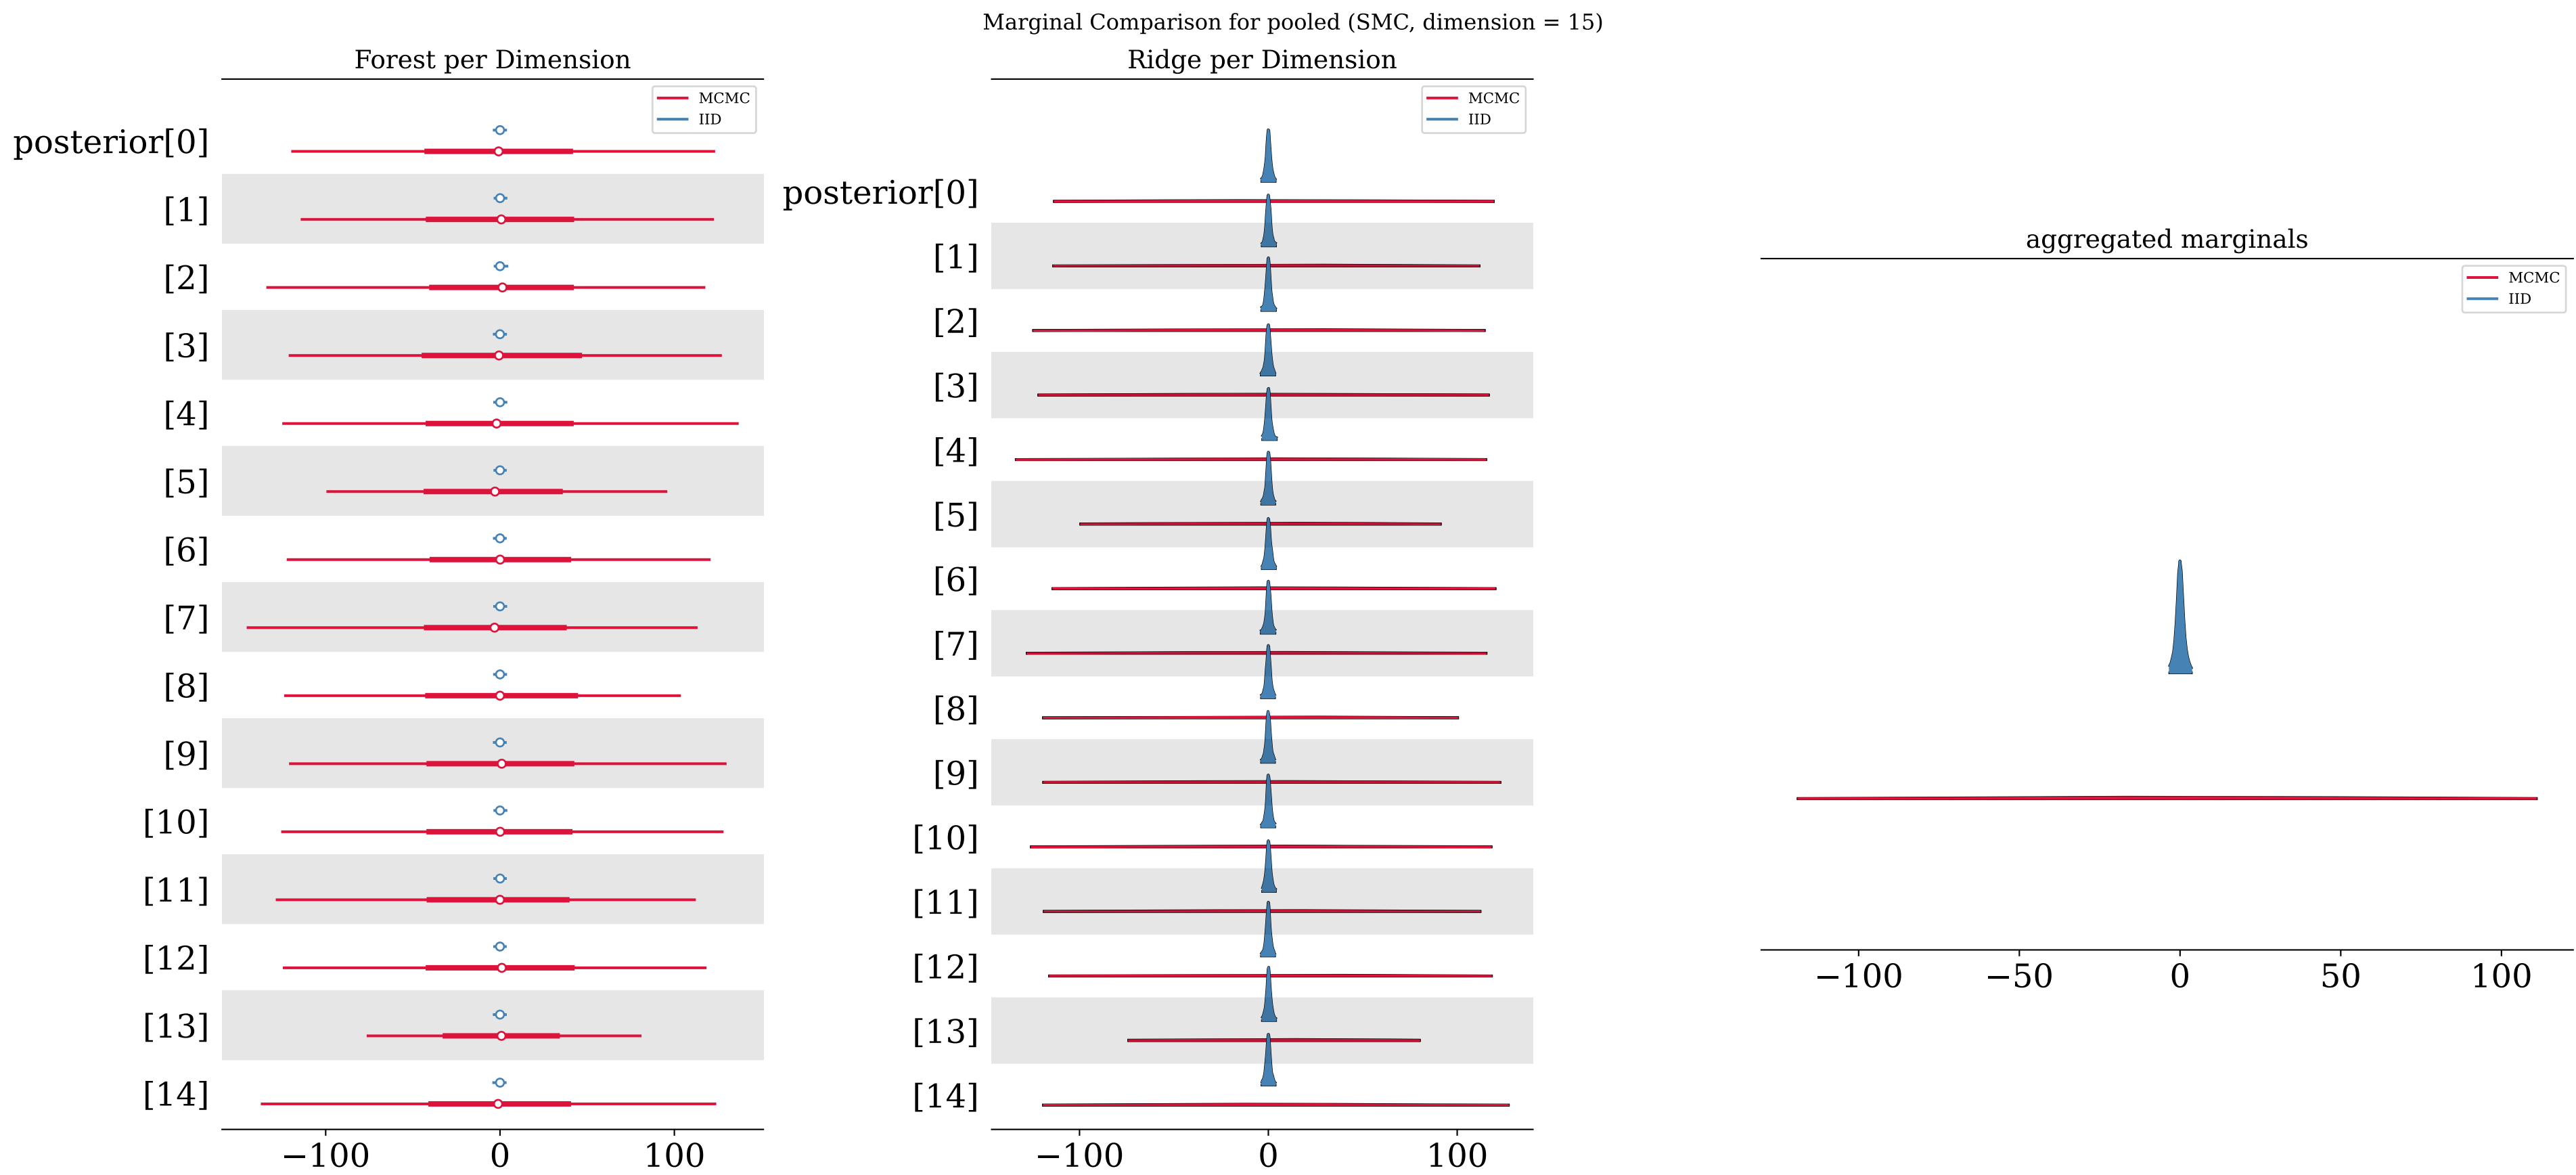 Marginal Comparison for pooled (SMC, dimension = 15)
Forest per Dimension
MCMC
IID
posterior[0]
[1]
[2]
[3]
[4]
[5]
[6]
[7]
[8]
[9]
[10]
[11]
[12]
[13]
[14]
−100 0 100
Ridge per Dimension
MCMC
IID
posterior[0]
[1]
[2]
[3]
[4]
[5]
[6]
[7]
[8]
[9]
[10]
[11]
[12]
[13]
[14]
−100 0 100
aggregated marginals
MCMC
IID
−100 −50 0 50 100